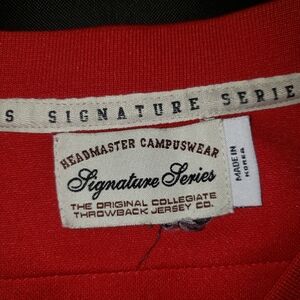 S SIGNATURE SERIE
HEADMASTER CAMPUSWEAR
Signature Series
THE ORIGINAL COLLEGIATE
THROWBACK JERSEY CO.
MADE IN
KOREA